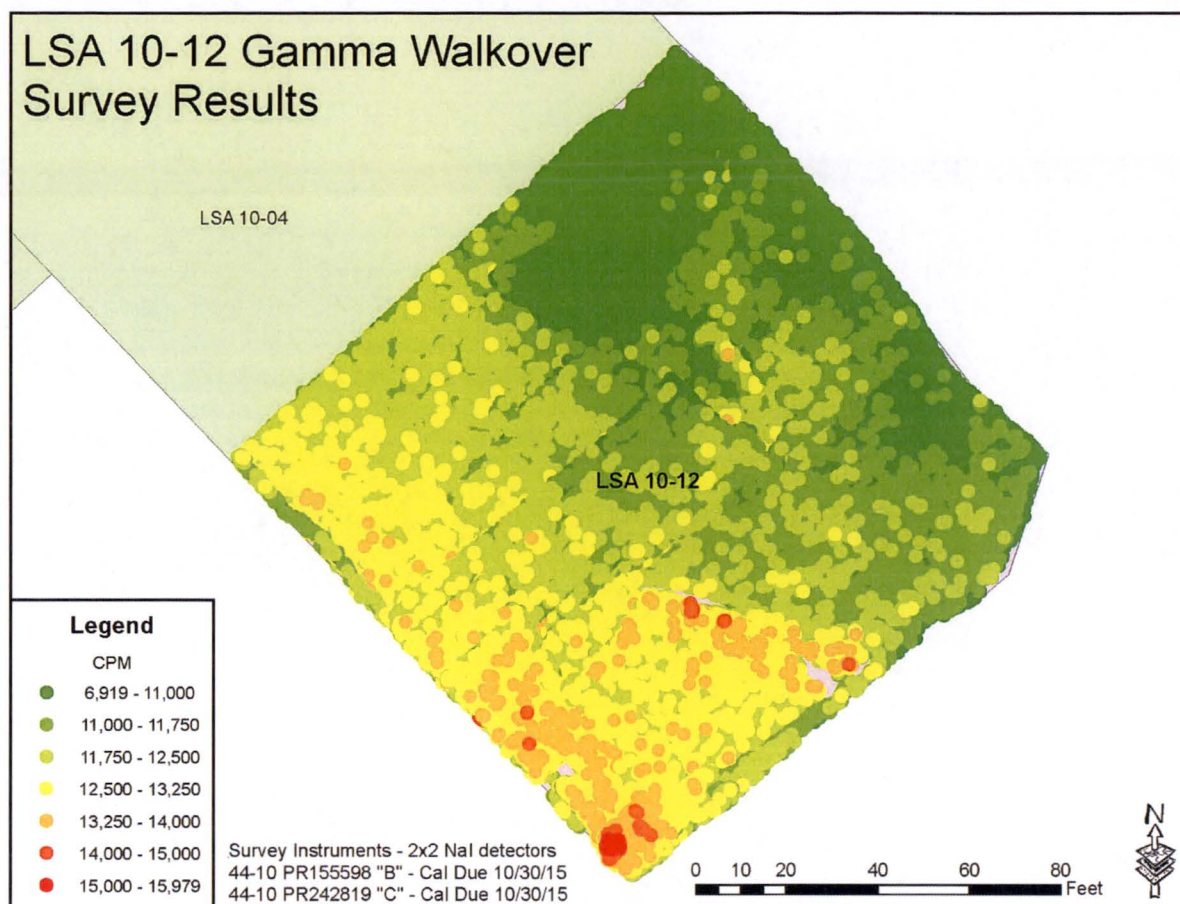 LSA 10-12 Gamma Walkover
Survey Results
LSA 10-04
LSA 10-12
Legend
CPM
6,919 - 11,000
11,000 - 11,750
11,750 - 12,500
12,500 - 13,250
13,250 - 14,000
14,000 - 15,000
15,000 - 15,979
Survey Instruments - 2x2 NaI detectors
44-10 PR155598 "B" - Cal Due 10/30/15
44-10 PR242819 "C" - Cal Due 10/30/15
0 5 10 20 40 60 80
Feet
N